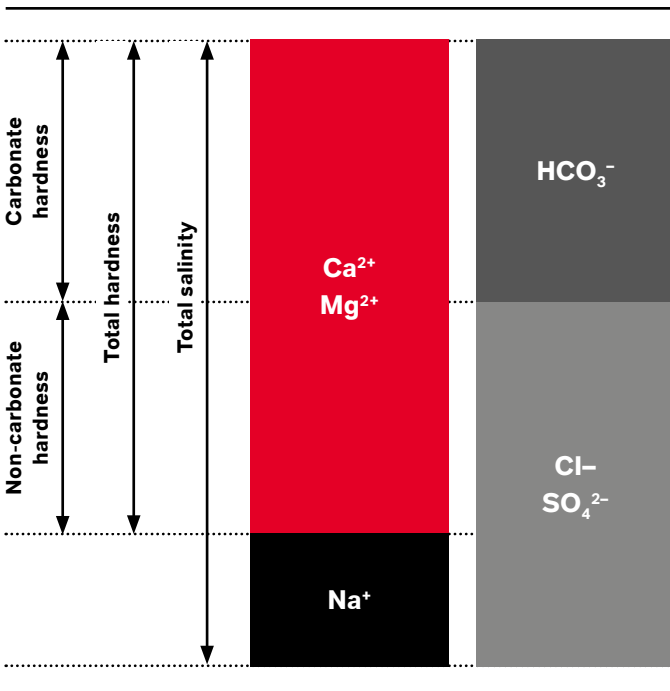 Carbonate
hardness
Non-carbonate
hardness
Total hardness
Total salinity
Ca²⁺
Mg²⁺
Na⁺
HCO₃⁻
Cl–
SO₄²⁻